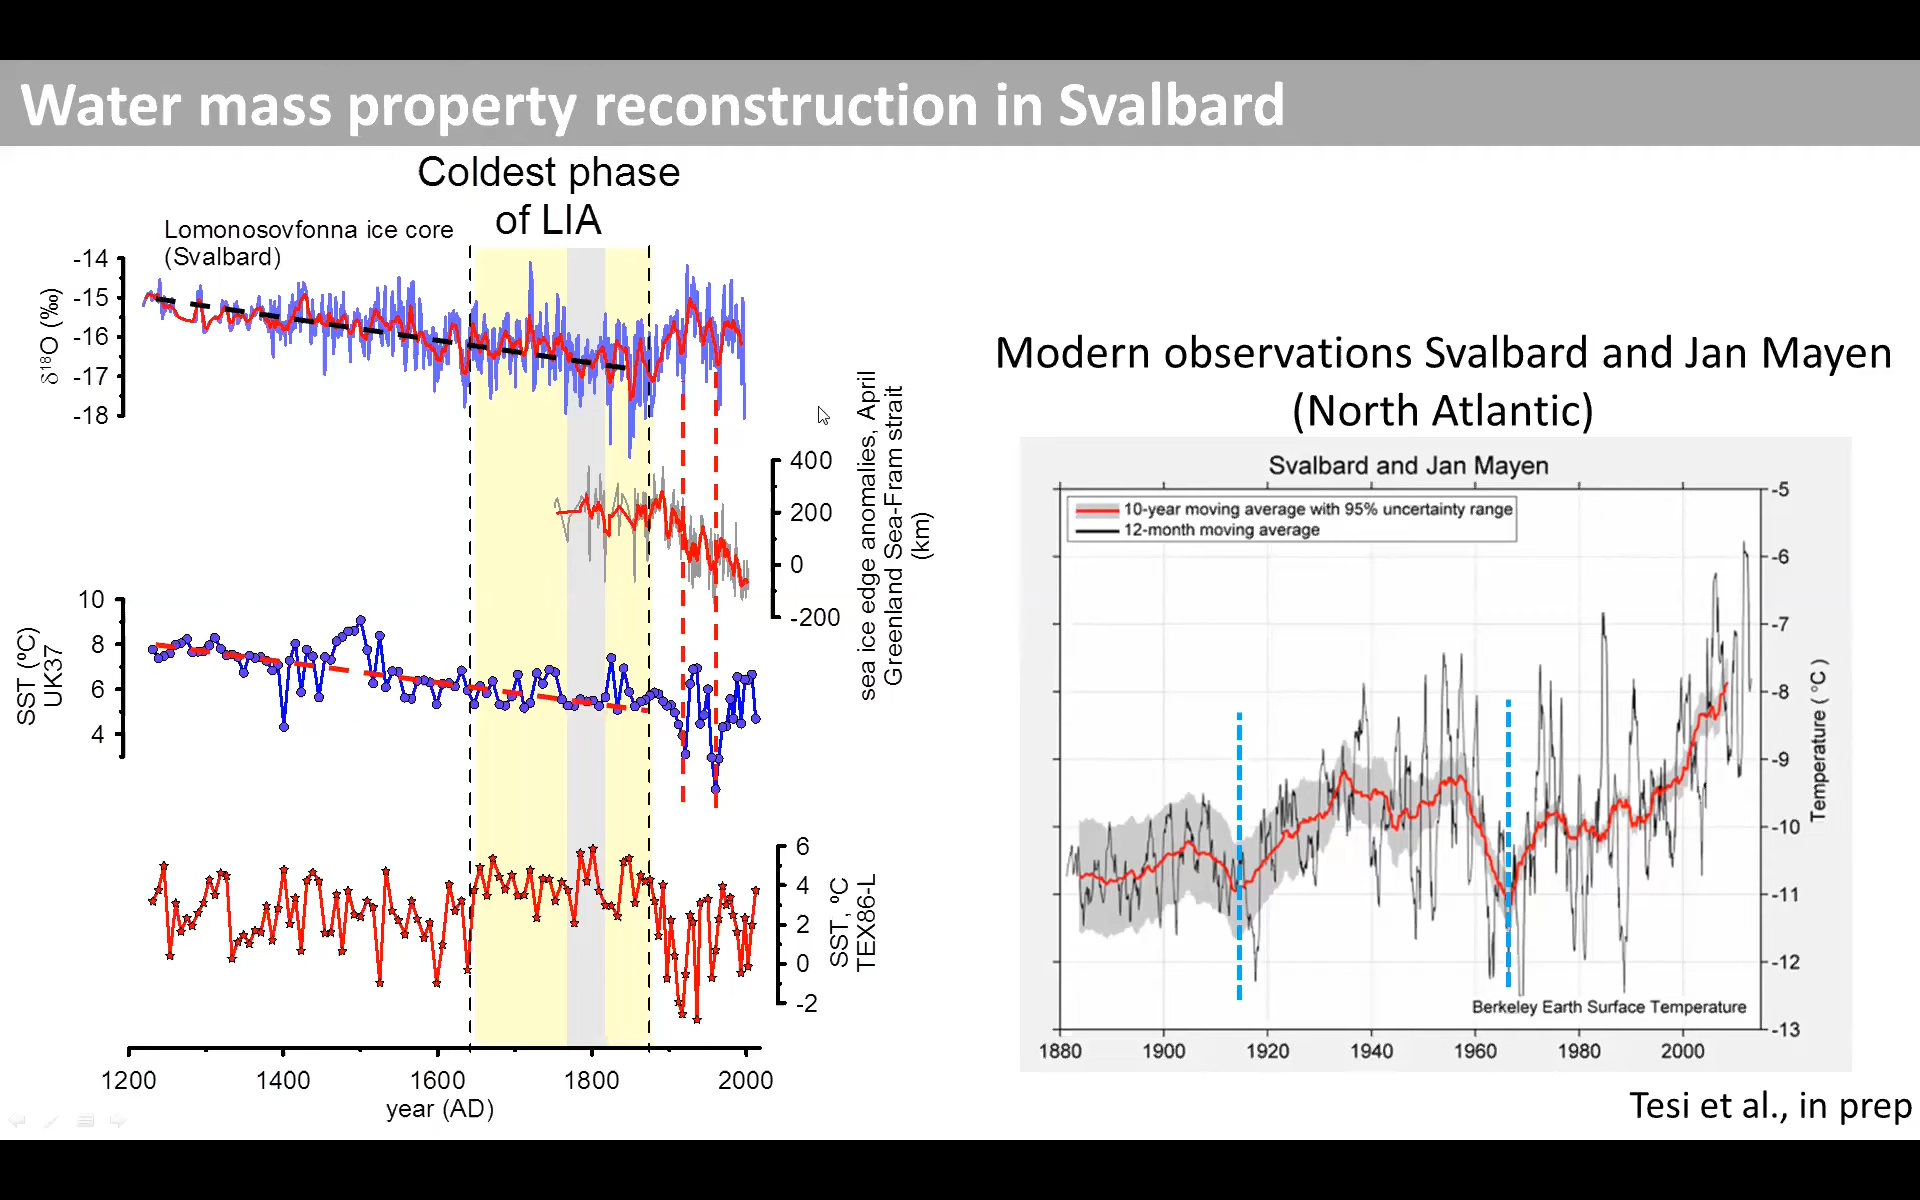 Water mass property reconstruction in Svalbard
Coldest phase
of LIA
Lomonosovfonna ice core
(Svalbard)
-14
-15
-16
-17
-18
δ¹⁸O (‰)
400
200
0
-200
sea ice edge anomalies, April
Greenland Sea-Fram strait
(km)
10
8
6
4
SST (ºC)
UK37
6
4
2
0
-2
SST, ºC
TEX86-L
1200
1400
1600
1800
2000
year (AD)
Modern observations Svalbard and Jan Mayen
(North Atlantic)
Svalbard and Jan Mayen
10-year moving average with 95% uncertainty range
12-month moving average
-5
-6
-7
-8
-9
-10
-11
-12
-13
Temperature ( °C )
Berkeley Earth Surface Temperature
1880
1900
1920
1940
1960
1980
2000
Tesi et al., in prep